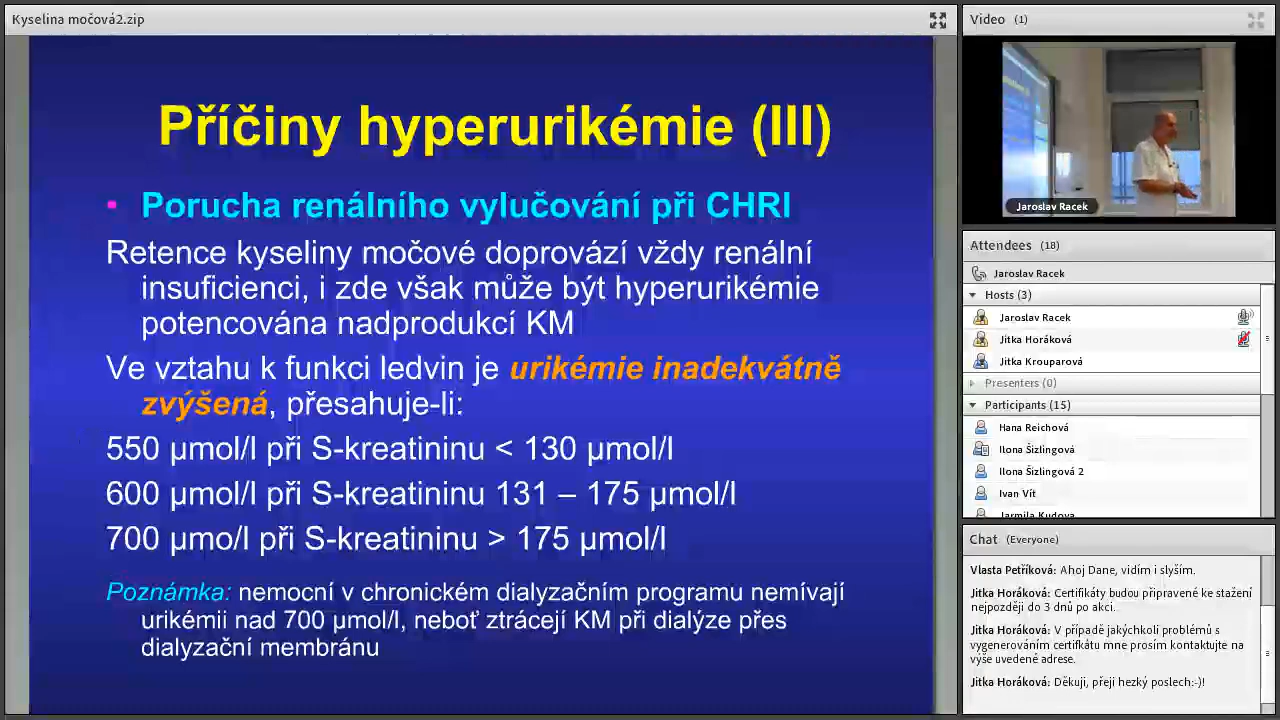 Kyselina močová2.zip
Příčiny hyperurikémie (III)
Porucha renálního vylučování při CHRI
Retence kyseliny močové doprovází vždy renální
insuficienci, i zde však může být hyperurikémie
potencována nadprodukcí KM
Ve vztahu k funkci ledvin je urikémie inadekvátně
zvýšená, přesahuje-li:
550 µmol/l při S-kreatininu < 130 µmol/l
600 µmol/l při S-kreatininu 131 – 175 µmol/l
700 µmo/l při S-kreatininu > 175 µmol/l
Poznámka: nemocní v chronickém dialyzačním programu nemívají
urikémii nad 700 µmol/l, neboť ztrácejí KM při dialýze přes
dialyzační membránu
Video (1)
Jaroslav Racek
Attendees (18)
Jaroslav Racek
Hosts (3)
Jaroslav Racek
Jitka Horáková
Jitka Krouparová
Presenters (0)
Participants (15)
Hana Reichová
Ilona Šizlingová
Ilona Šizlingová 2
Ivan Vít
Jarmila Kudova
Chat (Everyone)
Vlasta Petříková: Ahoj Dane, vidím i slyším.
Jitka Horáková: Certifikáty budou připravené ke stažení
nejpozději do 3 dnů po akci.
Jitka Horáková: V případě jakýchkoli problémů s
vygenerováním certifikátu mne prosím kontaktujte na
výše uvedené adrese.
Jitka Horáková: Děkuji, přeji hezký poslech:-)!